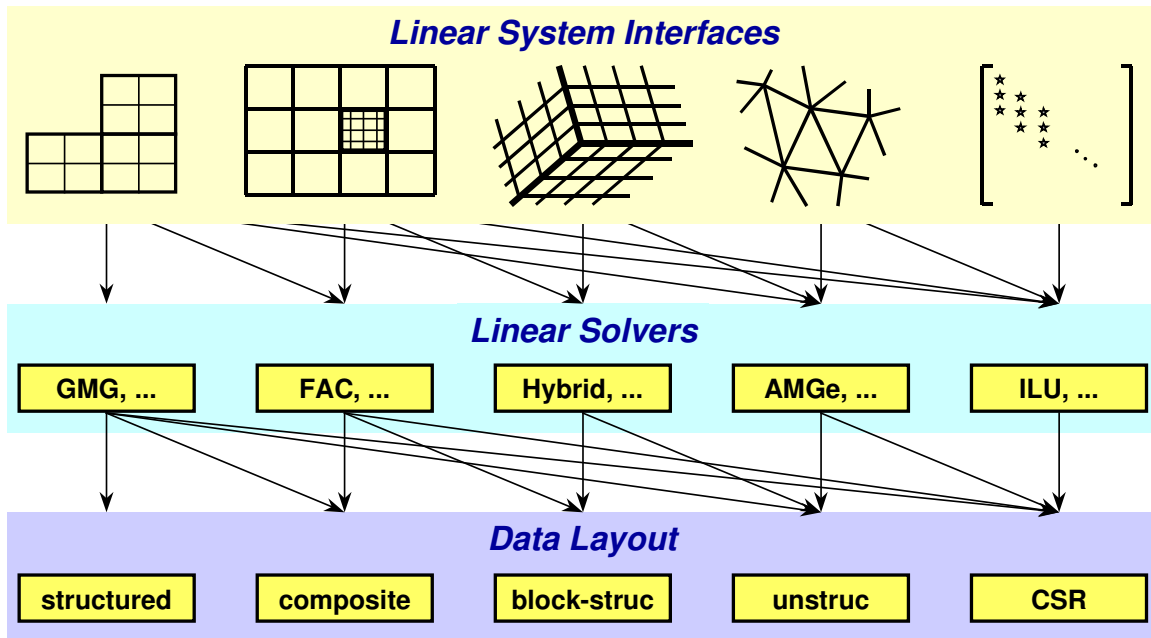 Linear System Interfaces
Linear Solvers
GMG, ... FAC, ... Hybrid, ... AMGe, ... ILU, ...
Data Layout
structured composite block-struc unstruc CSR